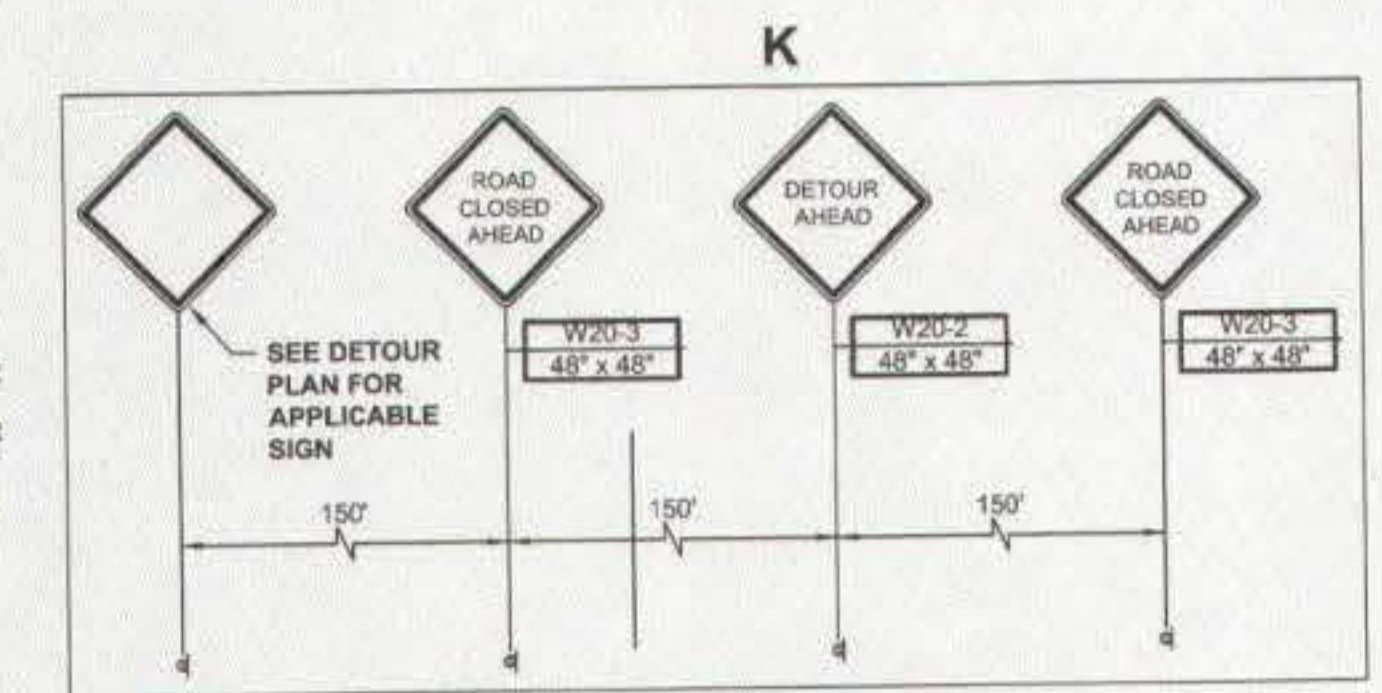 K
ROAD
CLOSED
AHEAD
DETOUR
AHEAD
ROAD
CLOSED
AHEAD
W20-3
48" x 48"
W20-2
48" x 48"
W20-3
48" x 48"
SEE DETOUR
PLAN FOR
APPLICABLE
SIGN
150'
150'
150'